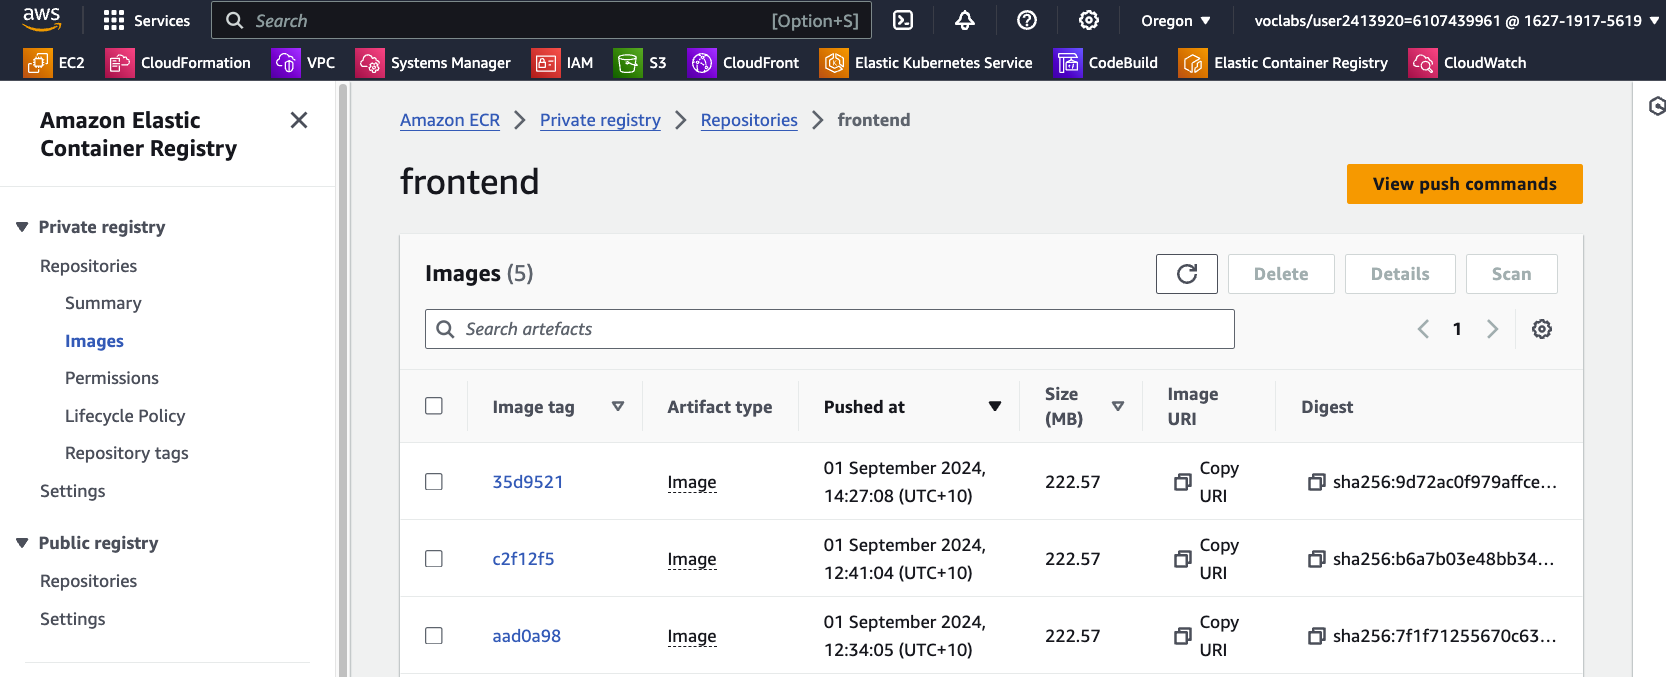 aws
Services
Search
[Option+S]
Oregon
voclabs/user2413920=6107439961 @ 1627-1917-5619
EC2
CloudFormation
VPC
Systems Manager
IAM
S3
CloudFront
Elastic Kubernetes Service
CodeBuild
Elastic Container Registry
CloudWatch
Amazon Elastic
Container Registry
Private registry
Repositories
Summary
Images
Permissions
Lifecycle Policy
Repository tags
Settings
Public registry
Repositories
Settings
Amazon ECR
Private registry
Repositories
frontend
frontend
View push commands
Images (5)
Delete
Details
Scan
Search artefacts
1
Image tag
Artifact type
Pushed at
Size
(MB)
Image
URI
Digest
35d9521
Image
01 September 2024,
14:27:08 (UTC+10)
222.57
Copy
URI
sha256:9d72ac0f979affce...
c2f12f5
Image
01 September 2024,
12:41:04 (UTC+10)
222.57
Copy
URI
sha256:b6a7b03e48bb34...
aad0a98
Image
01 September 2024,
12:34:05 (UTC+10)
222.57
Copy
URI
sha256:7f1f71255670c63...